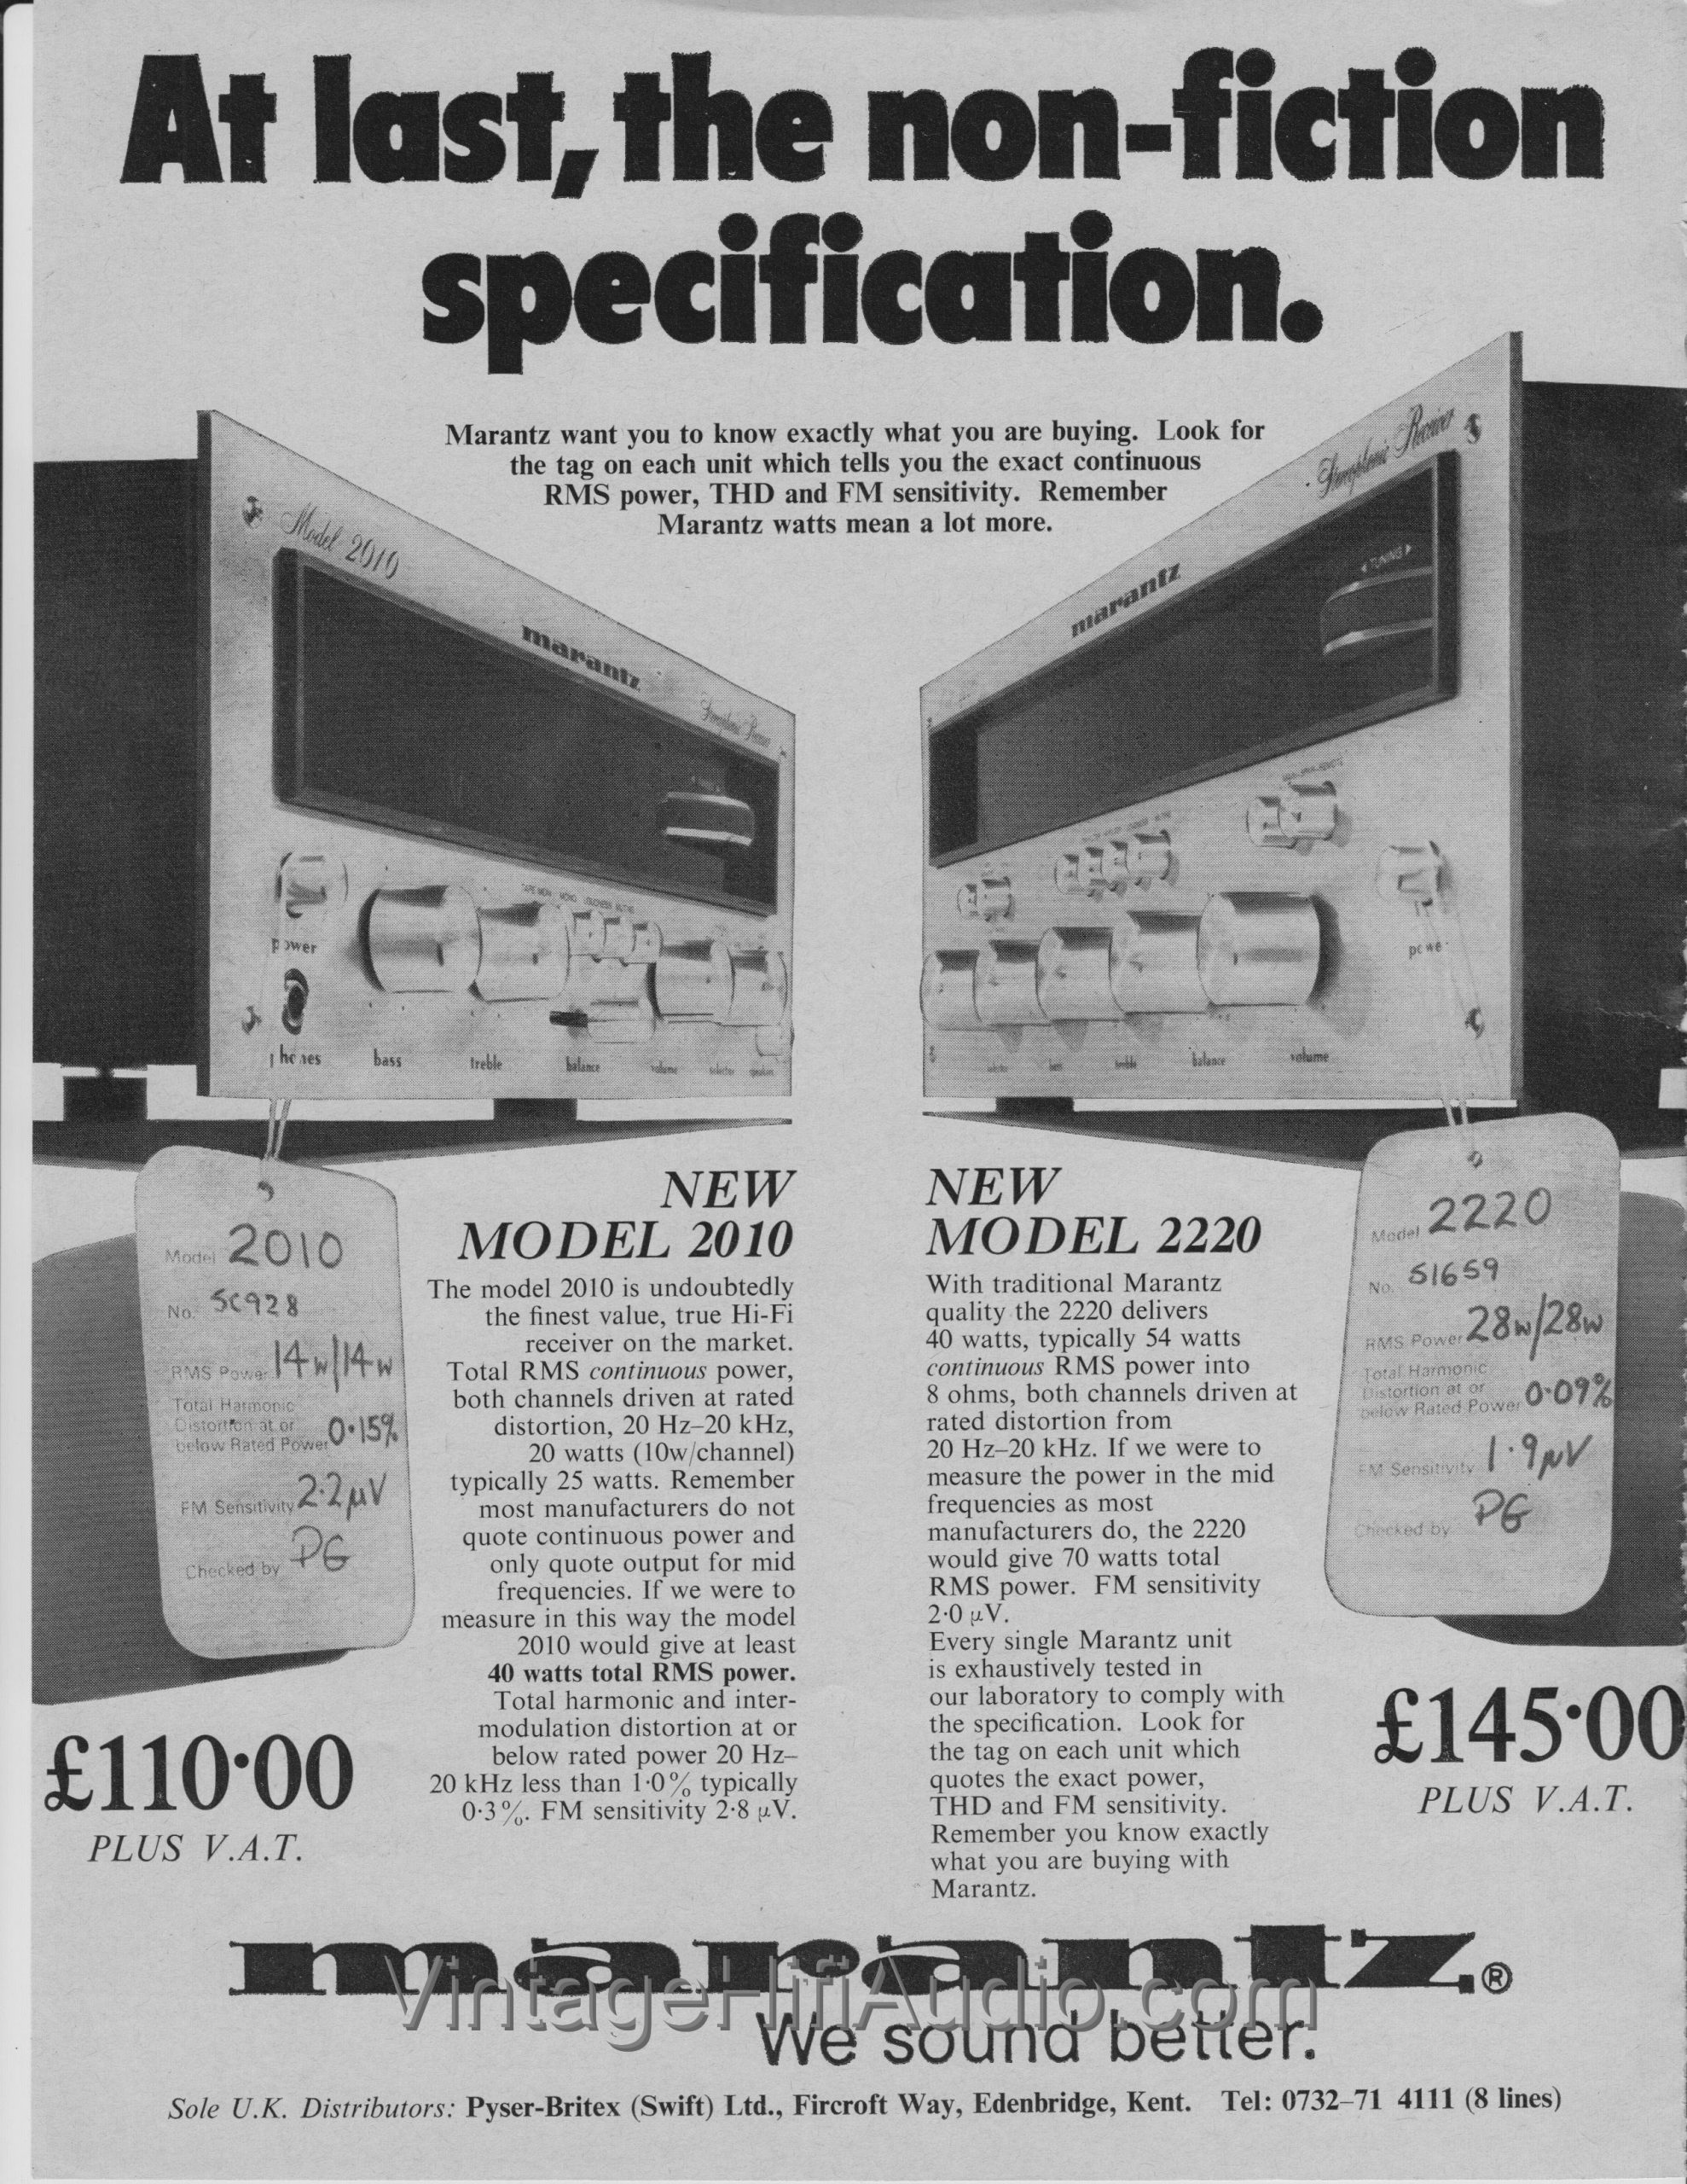 At last, the non-fiction
specification.
Marantz want you to know exactly what you are buying. Look for
the tag on each unit which tells you the exact continuous
RMS power, THD and FM sensitivity. Remember
Marantz watts mean a lot more.
Model 2010
marantz
Stereophonic Receiver
TAPE MON. MONO LOUDNESS MUTING
power
phones
bass
treble
balance
volume
selector
speakers
Stereophonic Receiver
marantz
◄ TUNING ►
power
selector
bass
treble
balance
volume
Model 2010
No.
RMS Power 14w/14w
Total Harmonic
Distortion at or
below Rated Power 0·15%
FM Sensitivity 2·2µV
Checked by PG
NEW
MODEL 2010
The model 2010 is undoubtedly
the finest value, true Hi-Fi
receiver on the market.
Total RMS continuous power,
both channels driven at rated
distortion, 20 Hz–20 kHz,
20 watts (10w/channel)
typically 25 watts. Remember
most manufacturers do not
quote continuous power and
only quote output for mid
frequencies. If we were to
measure in this way the model
2010 would give at least
40 watts total RMS power.
Total harmonic and inter-
modulation distortion at or
below rated power 20 Hz–
20 kHz less than 1·0% typically
0·3%. FM sensitivity 2·8 µV.
£110·00
PLUS V.A.T.
NEW
MODEL 2220
With traditional Marantz
quality the 2220 delivers
40 watts, typically 54 watts
continuous RMS power into
8 ohms, both channels driven at
rated distortion from
20 Hz–20 kHz. If we were to
measure the power in the mid
frequencies as most
manufacturers do, the 2220
would give 70 watts total
RMS power. FM sensitivity
2·0 µV.
Every single Marantz unit
is exhaustively tested in
our laboratory to comply with
the specification. Look for
the tag on each unit which
quotes the exact power,
THD and FM sensitivity.
Remember you know exactly
what you are buying with
Marantz.
Model 2220
No. 51659
RMS Power 28w/28w
Total Harmonic
Distortion at or
below Rated Power 0·09%
FM Sensitivity 1·9µV
Checked by PG
£145·00
PLUS V.A.T.
marantz®
VintageHifiAudio.com
We sound better.
Sole U.K. Distributors: Pyser-Britex (Swift) Ltd., Fircroft Way, Edenbridge, Kent. Tel: 0732–71 4111 (8 lines)